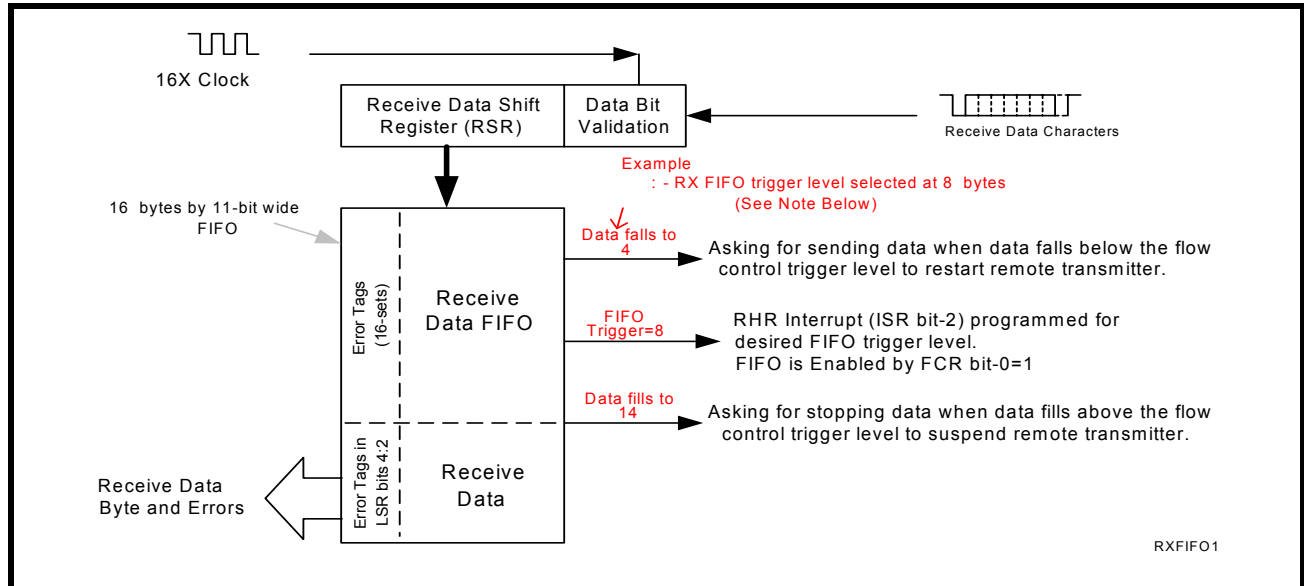 16X Clock
Receive Data Shift
Register (RSR)
Data Bit
Validation
Receive Data Characters
Example
: - RX FIFO trigger level selected at 8 bytes
(See Note Below)
16 bytes by 11-bit wide
FIFO
Error Tags
(16-sets)
Receive
Data FIFO
Data falls to
4
Asking for sending data when data falls below the flow
control trigger level to restart remote transmitter.
FIFO
Trigger=8
RHR Interrupt (ISR bit-2) programmed for
desired FIFO trigger level.
FIFO is Enabled by FCR bit-0=1
Data fills to
14
Asking for stopping data when data fills above the flow
control trigger level to suspend remote transmitter.
Error Tags in
LSR bits 4:2
Receive
Data
Receive Data
Byte and Errors
RXFIFO1